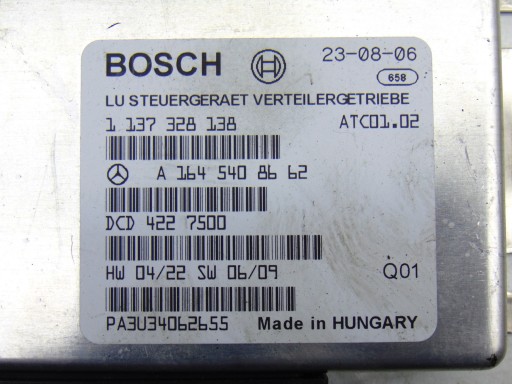 BOSCH 23-08-06
658
LU STEUERGERAET VERTEILERGETRIEBE
1 137 328 138 ATC01.02
A 164 540 86 62
DCD 422 7500
HW 04/22 SW 06/09 Q01
PA3U34062655 Made in HUNGARY